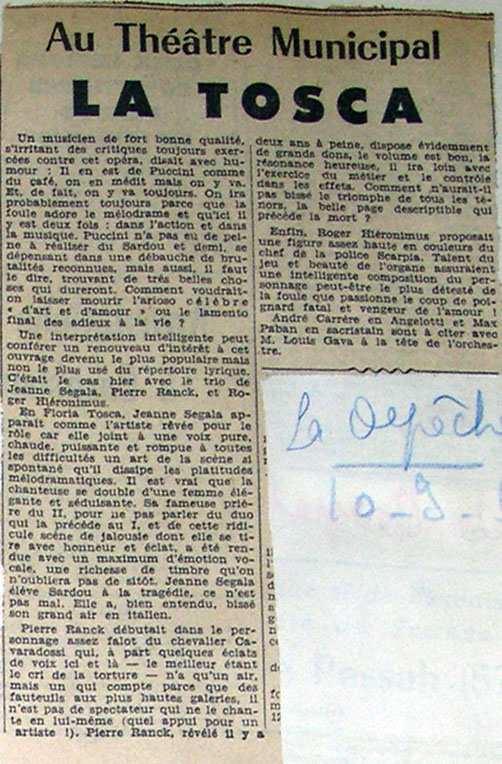 Au Théâtre Municipal
LA TOSCA
Un musicien de fort bonne qualité,
s'irritant des critiques toujours exer-
cées contre cet opéra, disait avec hu-
mour : Il en est de Puccini comme
du café, on en médit mais on y va.
Et, de fait, on y va toujours. On ira
probablement toujours parce que la
foule adore le mélodrame et qu'ici il
y est deux fois : dans l'action et dans
la musique. Puccini n'a pas eu de pei-
ne à réaliser du Sardou et demi, se
dépensant dans une débauche de bru-
talités reconnues, mais aussi, il faut
le dire, trouvant de très belles cho-
ses qui dureront. Comment voudrait-
on laisser mourir l'arioso célèbre
« d'art et d'amour » ou le lamento
final des adieux à la vie ?
Une interprétation intelligente peut
conférer un renouveau d'intérêt à cet
ouvrage devenu le plus populaire mais
non le plus usé du répertoire lyrique.
C'était le cas hier avec le trio de
Jeanne Segala, Pierre Ranck, et Ro-
ger Hiéronimus.
En Floria Tosca, Jeanne Segala ap-
paraît comme l'artiste rêvée pour le
rôle car elle joint à une voix pure,
chaude, puissante et rompue à toutes
les difficultés un art de la scène si
spontané qu'il dissipe les platitudes
mélodramatiques. Il est vrai que la
chanteuse se double d'une femme élé-
gante et séduisante. Sa fameuse priè-
re du II, pour ne pas parler du duo
qui la précède au I, et de cette ridi-
cule scène de jalousie dont elle se ti-
re avec honneur et éclat, a été ren-
due avec un maximum d'émotion vo-
cale, une richesse de timbre qu'on
n'oubliera pas de sitôt. Jeanne Segala
élève Sardou à la tragédie, ce n'est
pas mal. Elle a, bien entendu, bissé
son grand air en italien.
Pierre Ranck débutait dans le per-
sonnage assez falot du chevalier Ca-
varadossi qui, à part quelques éclats
de voix ici et là — le meilleur étant
le cri de la torture — n'a qu'un air,
mais un qui compte parce que des
fauteuils aux plus hautes galeries, il
n'est pas de spectateur qui ne le chan-
te en lui-même (quel appui pour un
artiste !). Pierre Ranck, révélé il y a
deux ans à peine, dispose évidemment
de grands dons, le volume est bon, la
résonance heureuse, il ira loin avec
l'exercice du métier et le contrôle
dans les effets. Comment n'aurait-il
pas bissé le triomphe de tous les té-
nors, la belle page descriptible qui
précède la mort ?
Enfin, Roger Hiéronimus proposait
une figure assez haute en couleurs du
chef de la police Scarpia. Talent du
jeu et beauté de l'organe assuraient
une intelligente composition du per-
sonnage peut-être le plus détesté de
la foule que passionne le coup de poi-
gnard fatal et vengeur de l'amour !
André Carrère en Angelotti et Max
Paban en sacristain sont à citer avec
M. Louis Gava à la tête de l'orches-
tre.
La Dépêch
10-9-